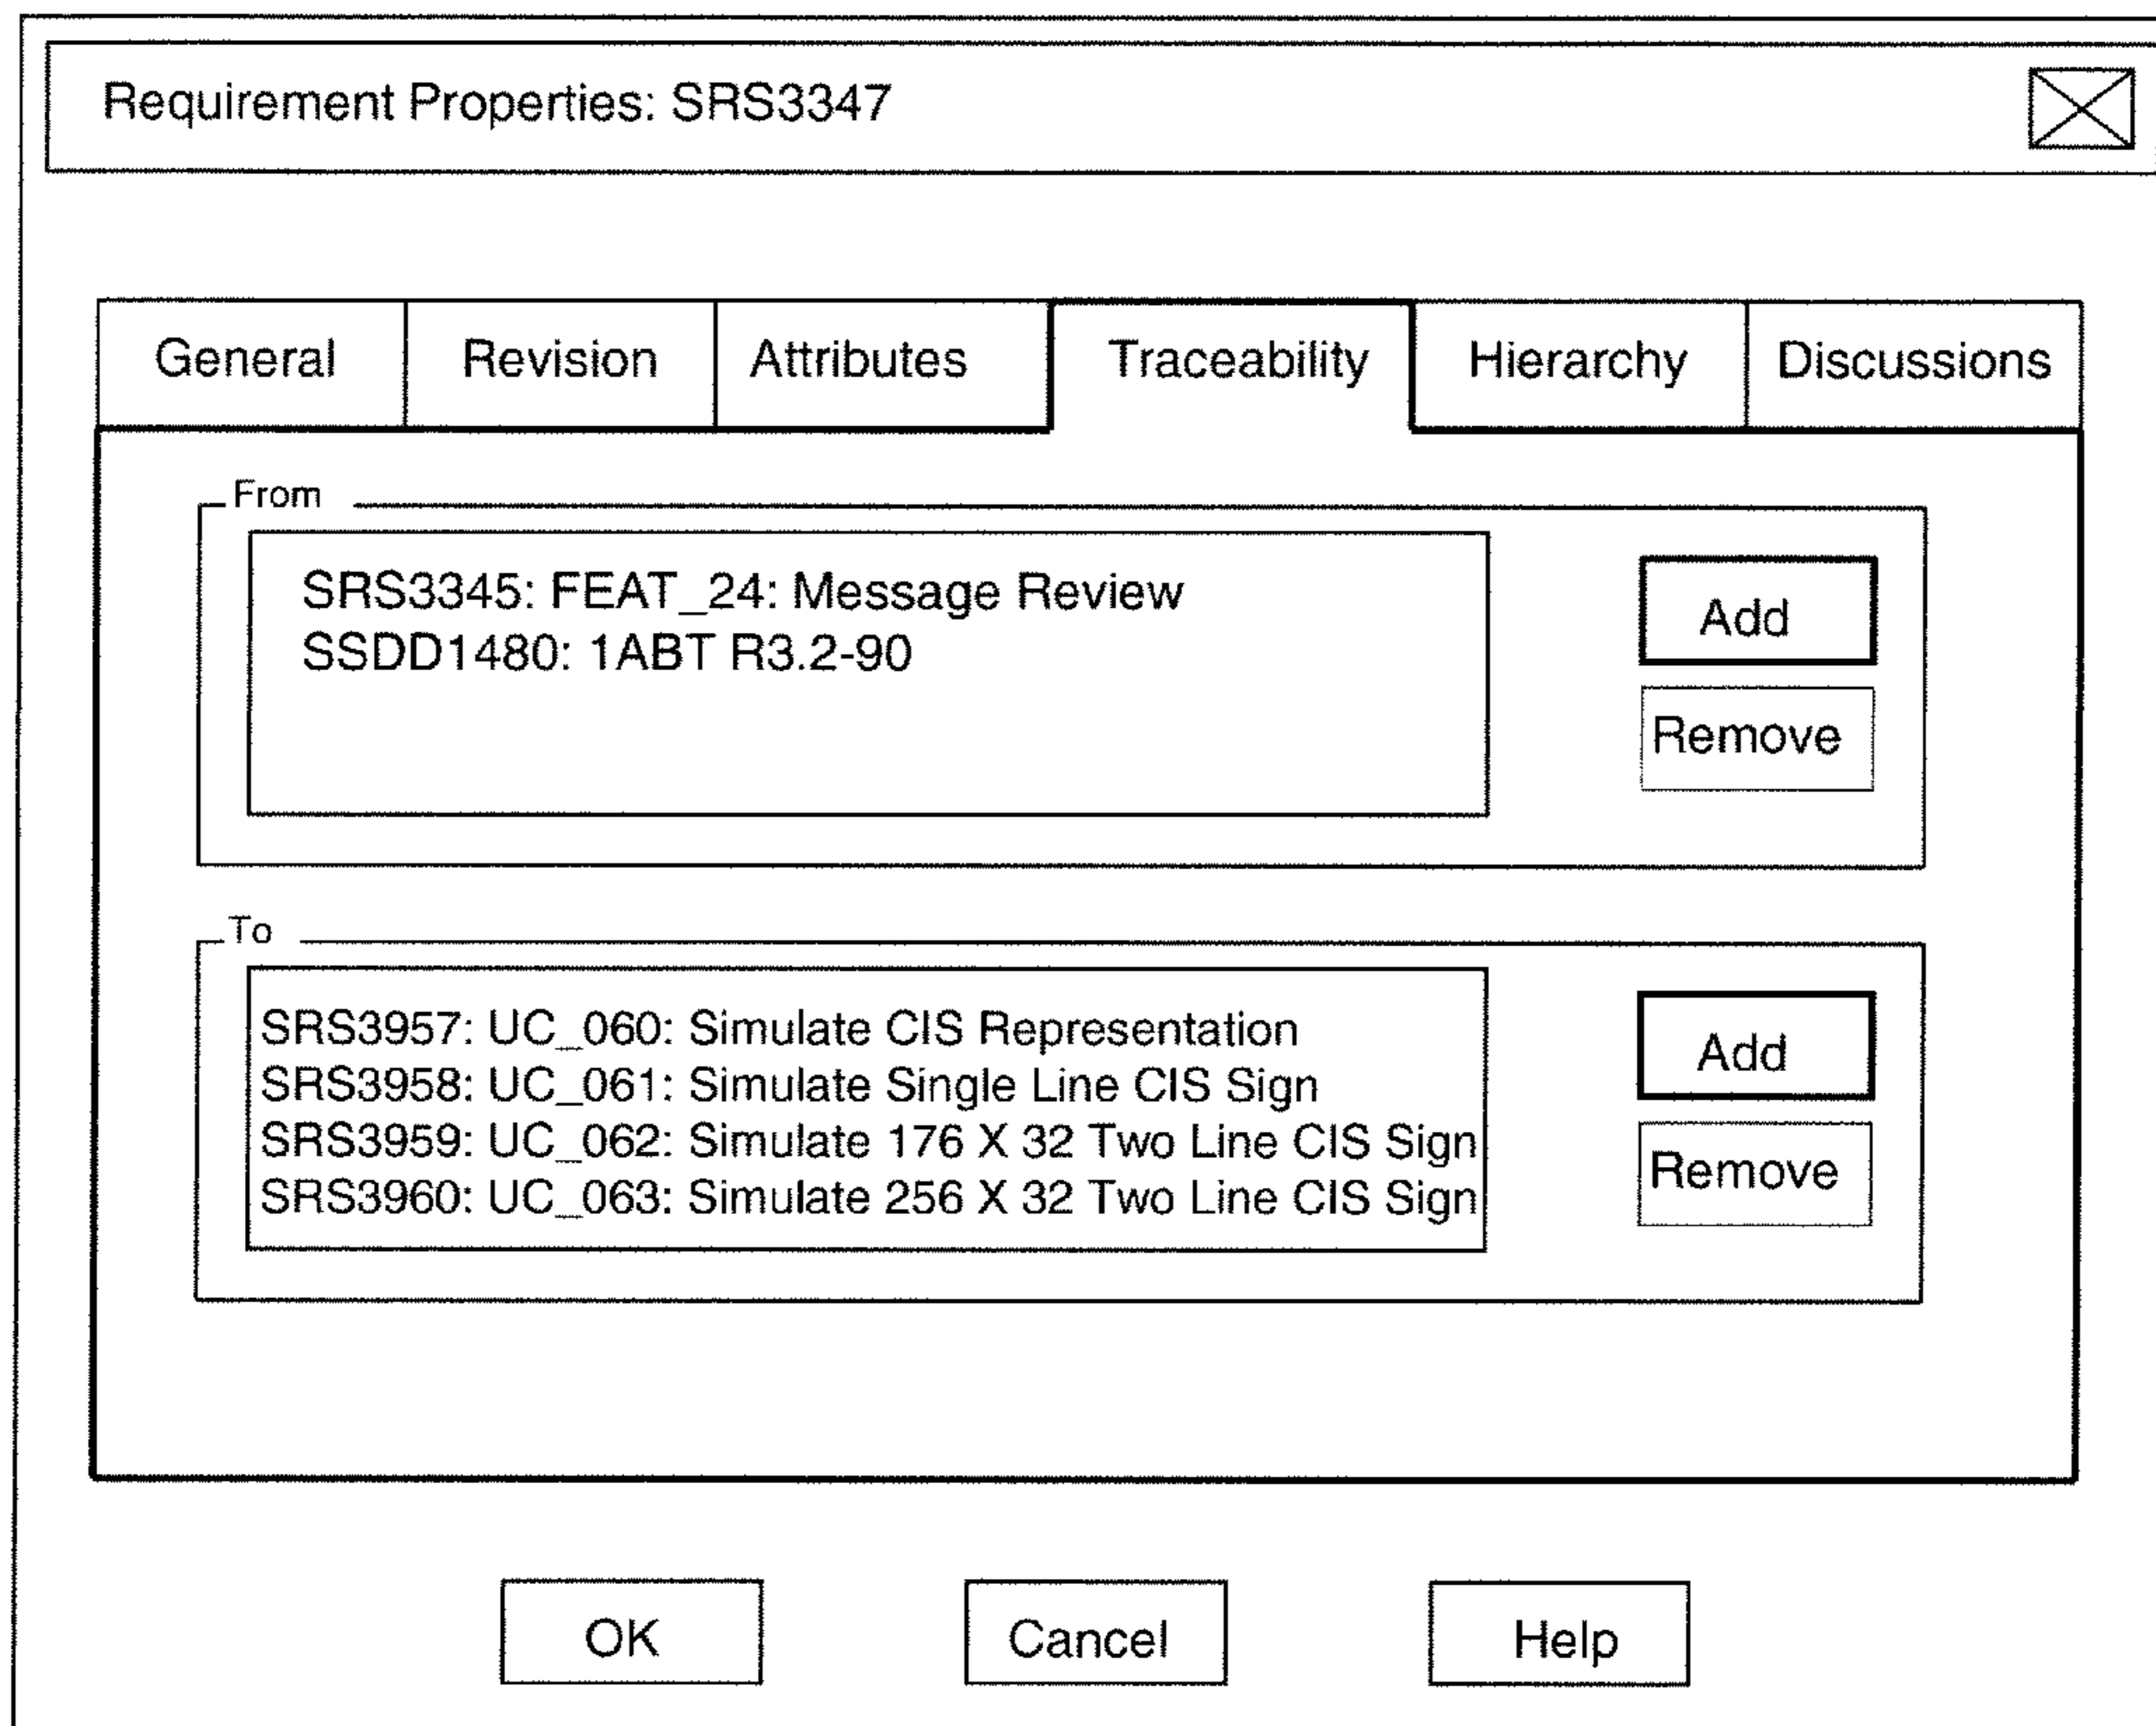 Requirement Properties: SRS3347
General Revision Attributes Traceability Hierarchy Discussions
From
SRS3345: FEAT_24: Message Review
SSDD1480: 1ABT R3.2-90
Add
Remove
To
SRS3957: UC_060: Simulate CIS Representation
SRS3958: UC_061: Simulate Single Line CIS Sign
SRS3959: UC_062: Simulate 176 X 32 Two Line CIS Sign
SRS3960: UC_063: Simulate 256 X 32 Two Line CIS Sign
Add
Remove
OK Cancel Help